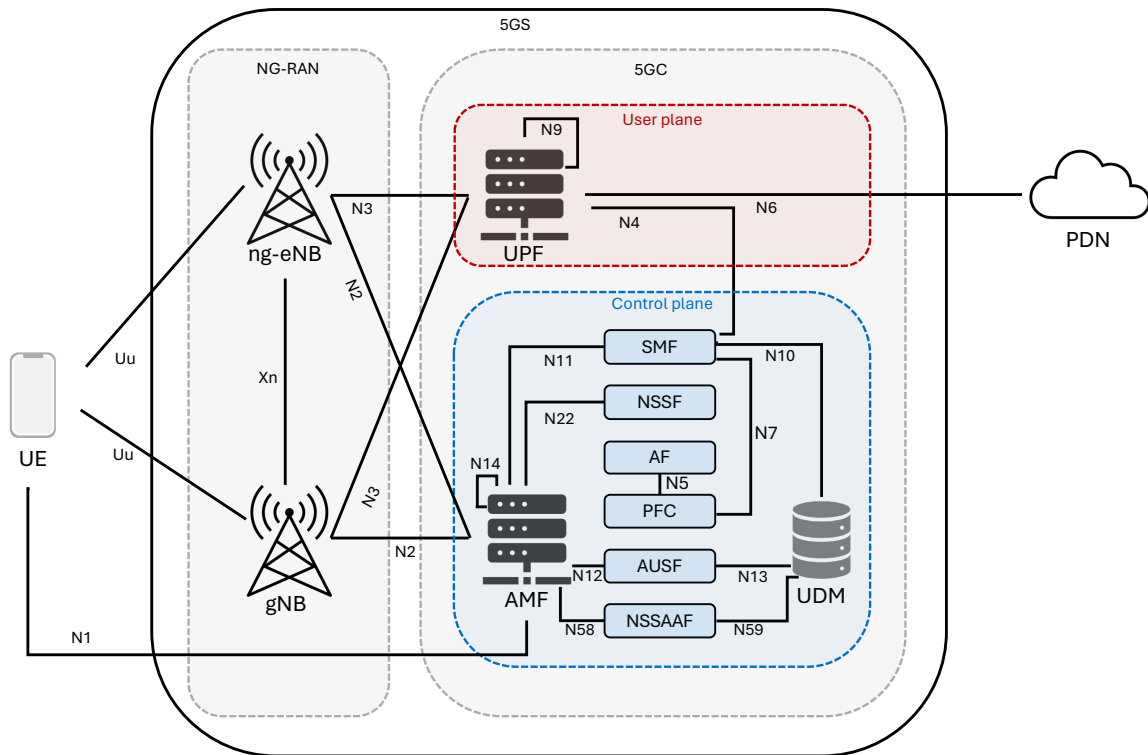 5GS
NG-RAN
5GC
User plane
N9
N3
N6
N4
ng-eNB
UPF
PDN
N2
Control plane
SMF
N11
N10
Uu
Xn
NSSF
N22
N7
UE
Uu
AF
N14
N5
N3
PFC
N2
AUSF
N12
N13
gNB
AMF
UDM
NSSAAF
N58
N59
N1